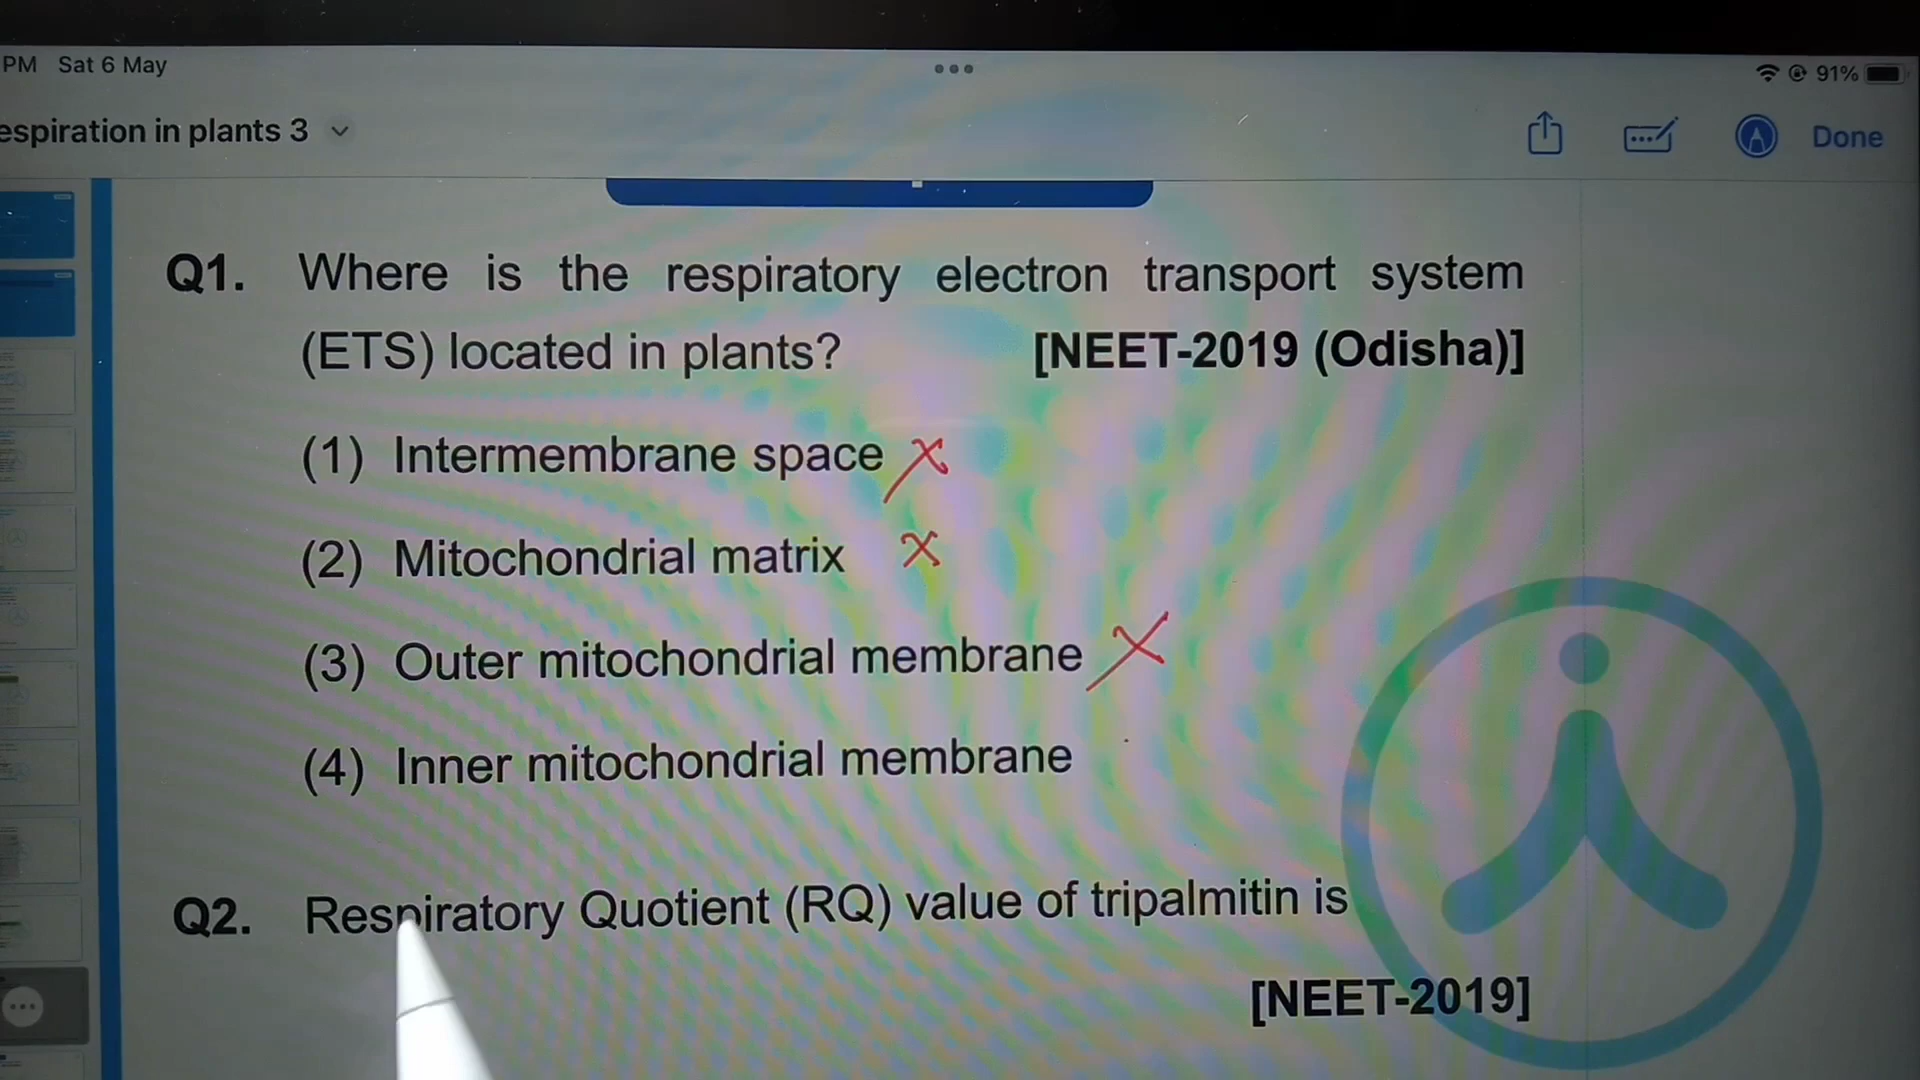 PM Sat 6 May
91%
espiration in plants 3
Done
Q1. Where is the respiratory electron transport system
(ETS) located in plants? [NEET-2019 (Odisha)]
(1) Intermembrane space x
(2) Mitochondrial matrix x
(3) Outer mitochondrial membrane x
(4) Inner mitochondrial membrane
Q2. Respiratory Quotient (RQ) value of tripalmitin is
[NEET-2019]